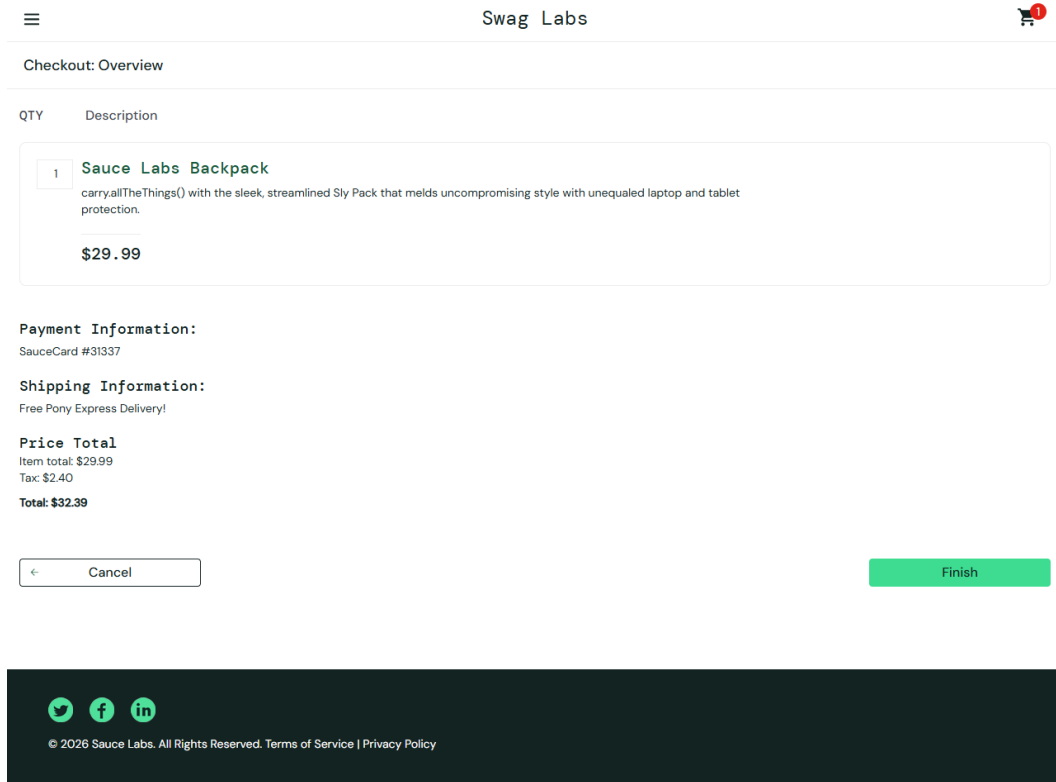 Swag Labs
1
Checkout: Overview
QTY Description
1
Sauce Labs Backpack
carry.allTheThings() with the sleek, streamlined Sly Pack that melds uncompromising style with unequaled laptop and tablet
protection.
$29.99
Payment Information:
SauceCard #31337
Shipping Information:
Free Pony Express Delivery!
Price Total
Item total: $29.99
Tax: $2.40
Total: $32.39
Cancel
Finish
© 2026 Sauce Labs. All Rights Reserved. Terms of Service | Privacy Policy